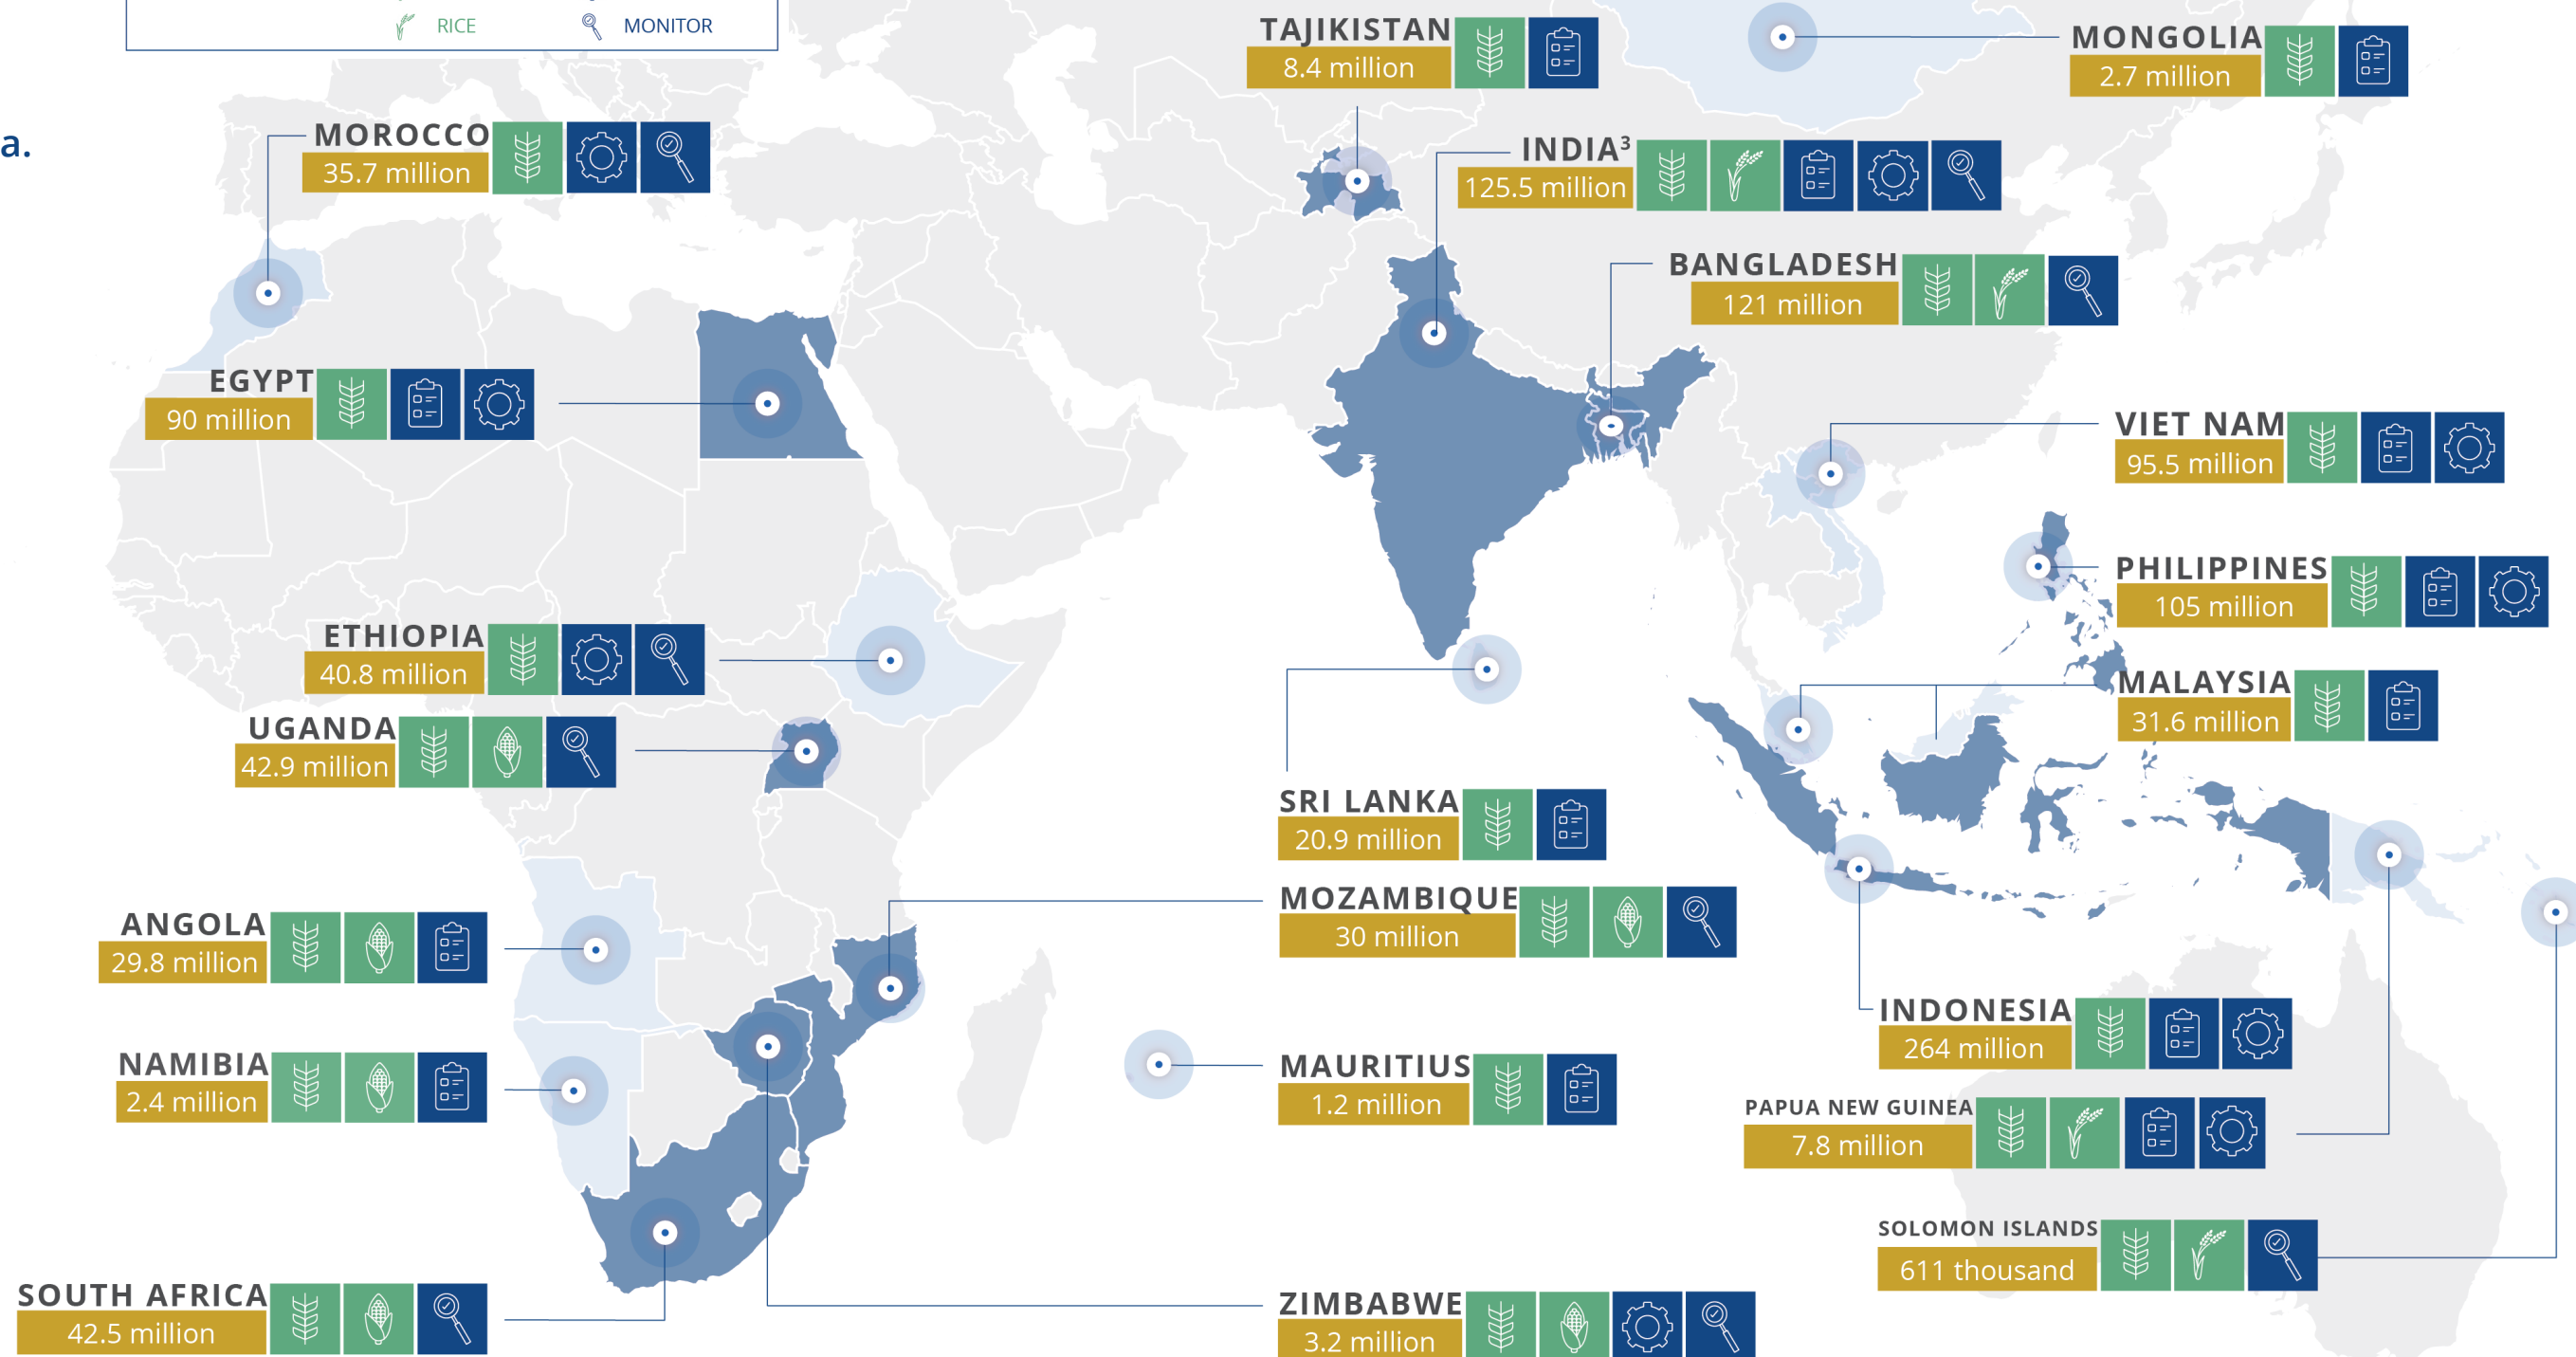 RICE
MONITOR
a.
TAJIKISTAN
8.4 million
MONGOLIA
2.7 million
MOROCCO
35.7 million
INDIA³
125.5 million
BANGLADESH
121 million
EGYPT
90 million
VIET NAM
95.5 million
PHILIPPINES
105 million
ETHIOPIA
40.8 million
MALAYSIA
31.6 million
UGANDA
42.9 million
SRI LANKA
20.9 million
MOZAMBIQUE
30 million
ANGOLA
29.8 million
INDONESIA
264 million
NAMIBIA
2.4 million
MAURITIUS
1.2 million
PAPUA NEW GUINEA
7.8 million
SOLOMON ISLANDS
611 thousand
SOUTH AFRICA
42.5 million
ZIMBABWE
3.2 million